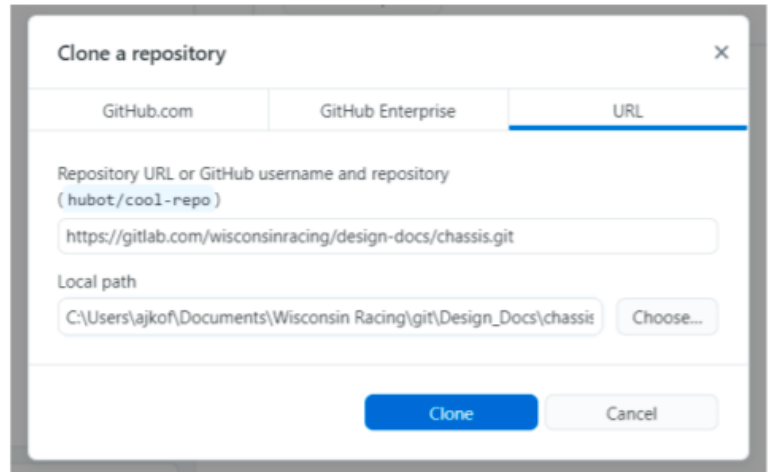 Clone a repository
GitHub.com
GitHub Enterprise
URL
Repository URL or GitHub username and repository
(hubot/cool-repo)
https://gitlab.com/wisconsinracing/design-docs/chassis.git
Local path
C:\Users\ajkof\Documents\Wisconsin Racing\git\Design_Docs\chassis
Choose...
Clone
Cancel